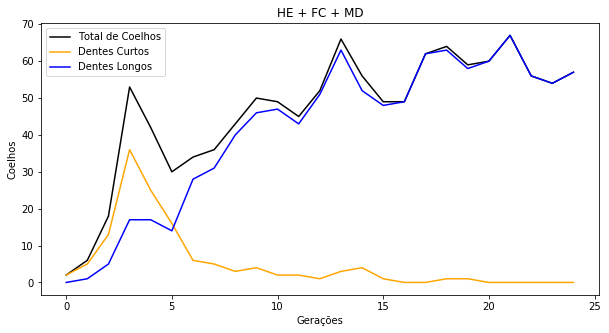 HE + FC + MD
Total de Coelhos
Dentes Curtos
Dentes Longos
Coelhos
70
60
50
40
30
20
10
0
0 5 10 15 20 25
Gerações